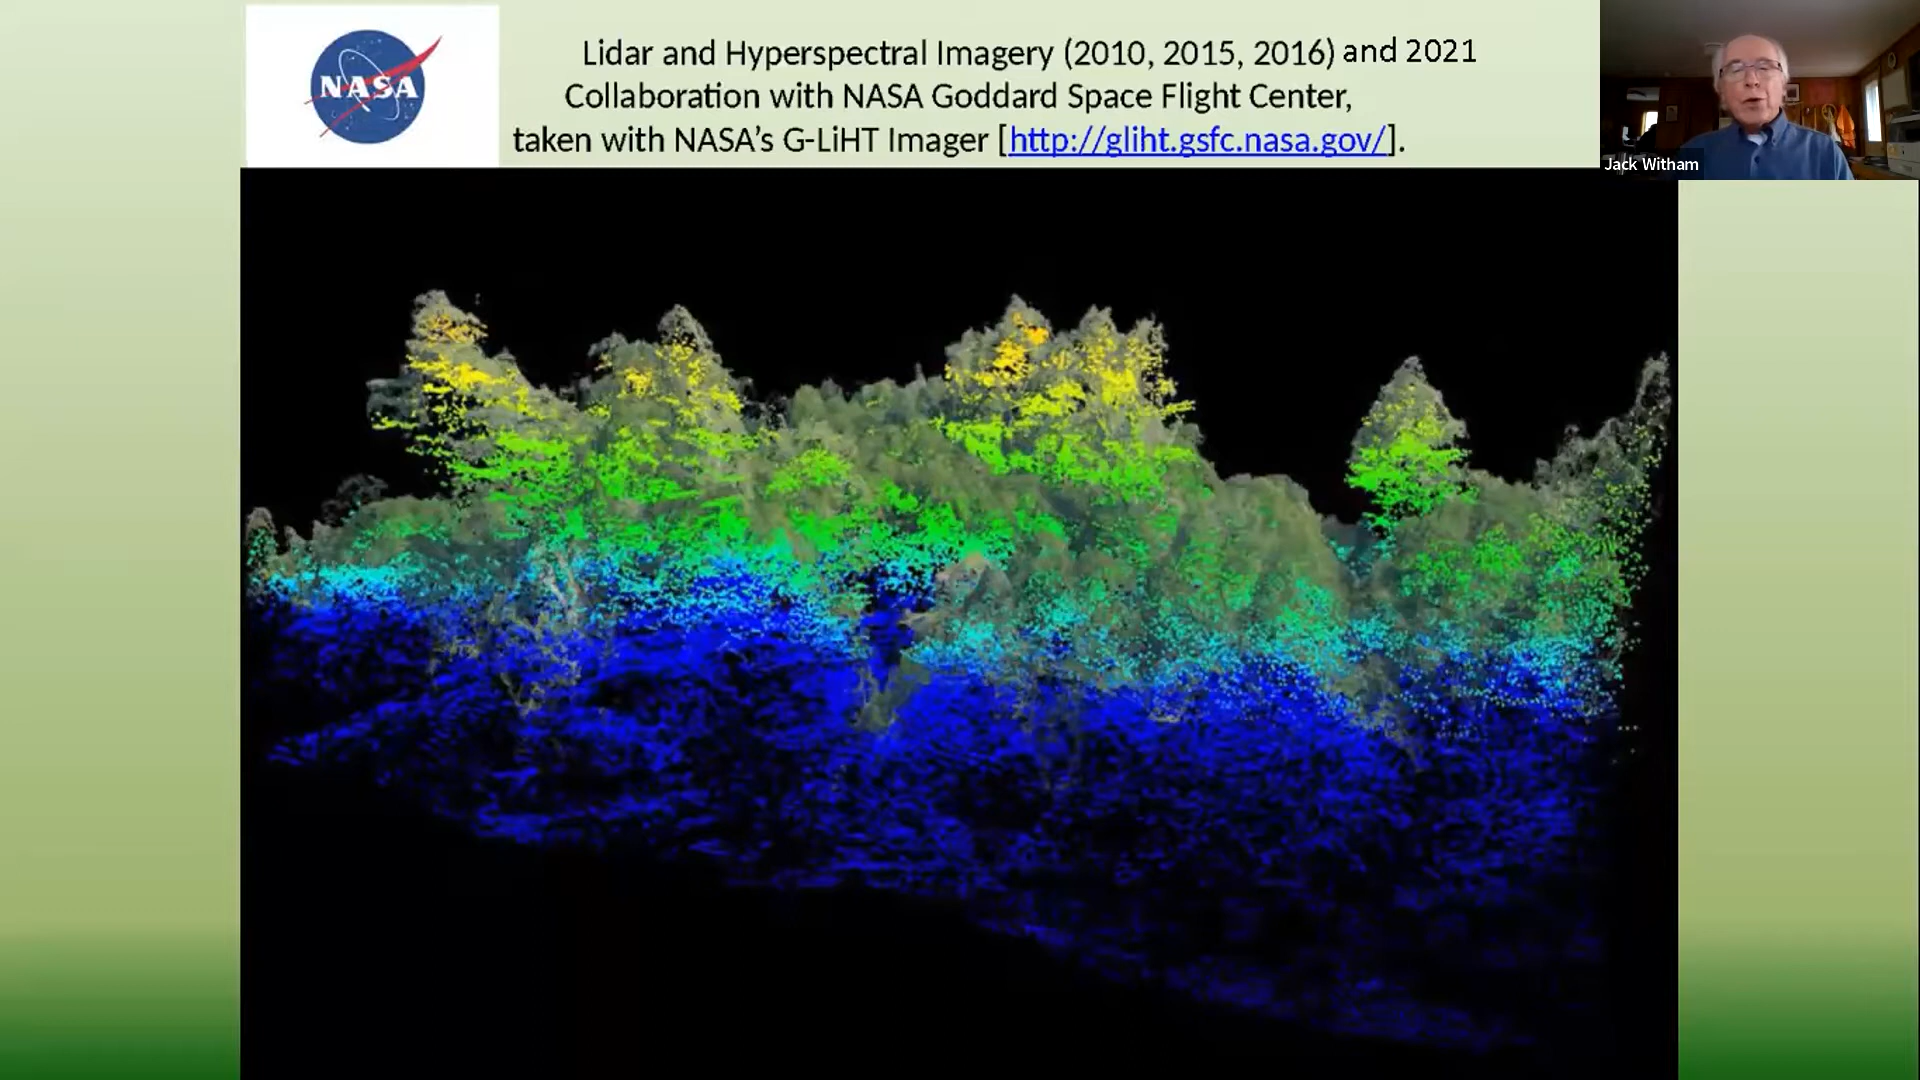 NASA
Lidar and Hyperspectral Imagery (2010, 2015, 2016) and 2021
Collaboration with NASA Goddard Space Flight Center,
taken with NASA’s G-LiHT Imager [http://gliht.gsfc.nasa.gov/].
Jack Witham